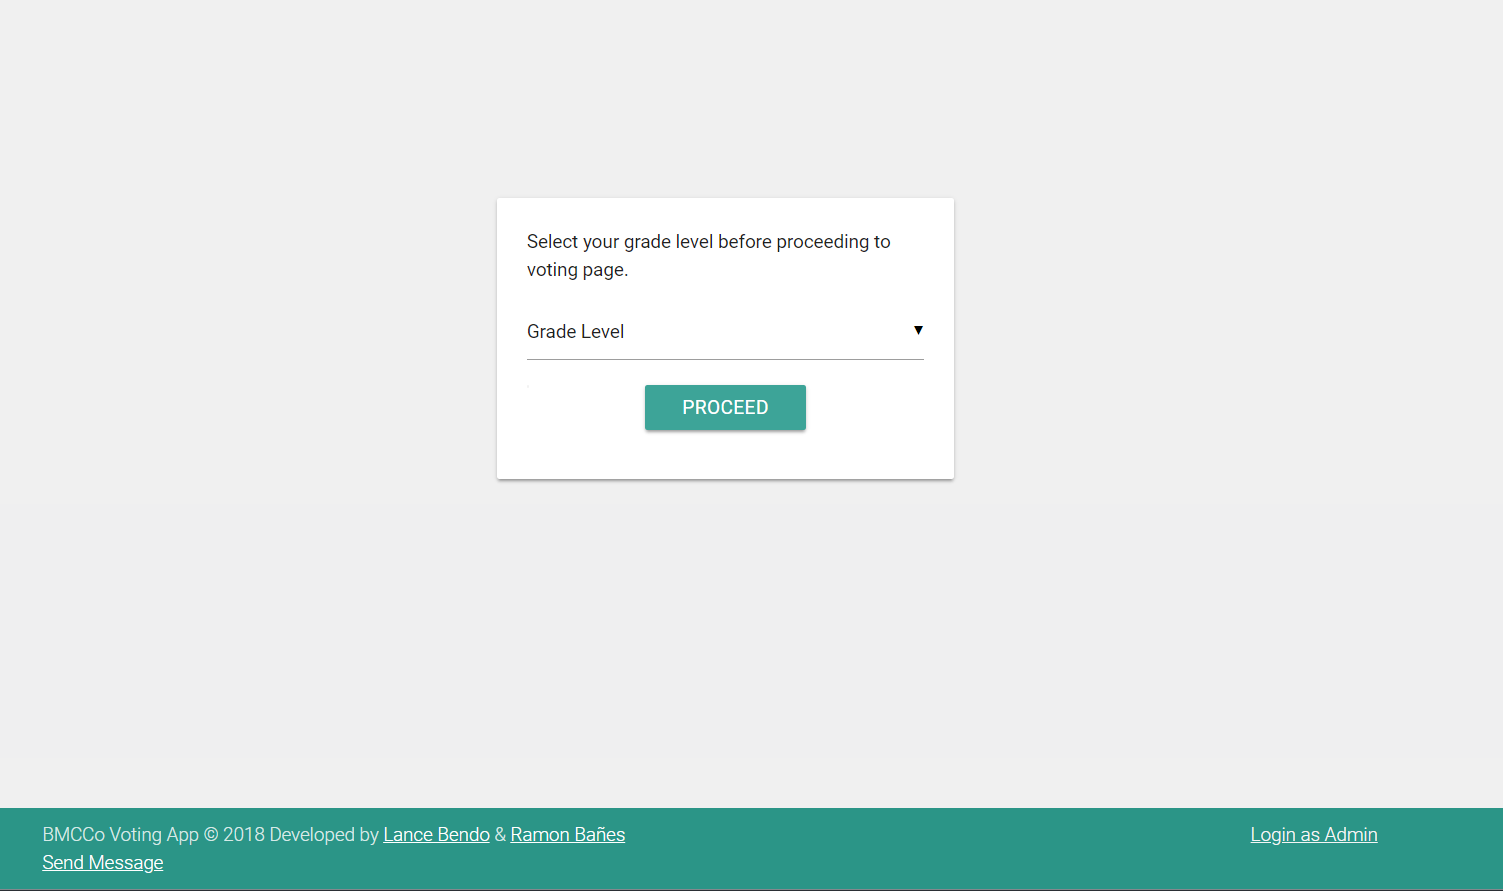 Select your grade level before proceeding to
voting page.
Grade Level
PROCEED
BMCCo Voting App © 2018 Developed by Lance Bendo & Ramon Bañes
Login as Admin
Send Message